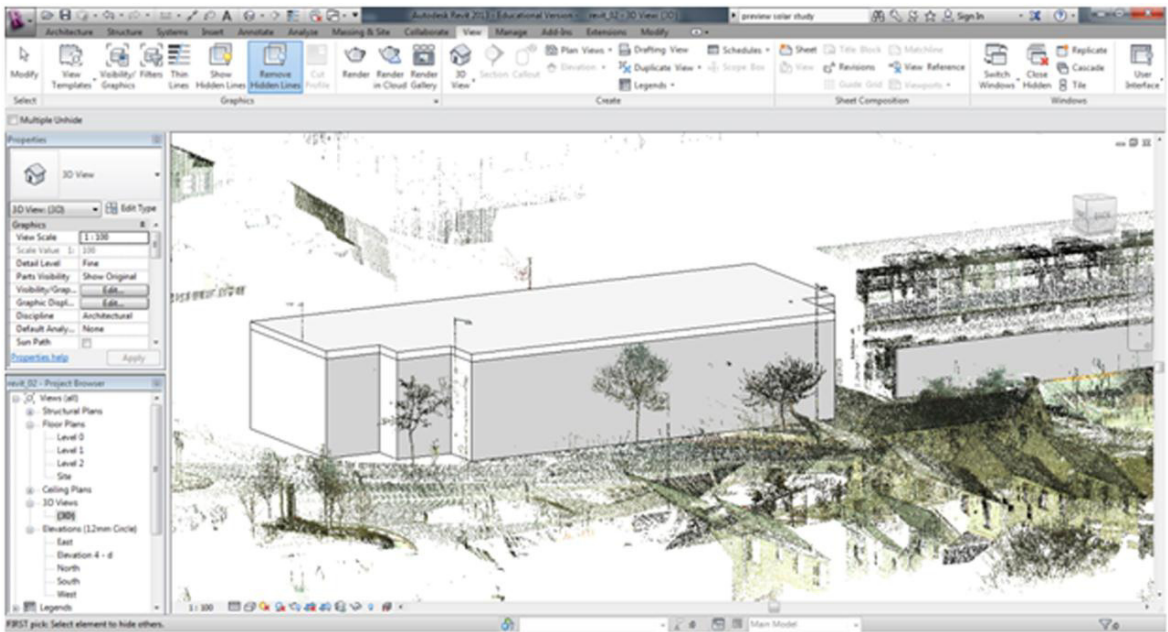 Autodesk Revit 2013 - Educational Version - revit_02 - 3D View: {3D}
preview solar study
Sign In
Architecture Structure Systems Insert Annotate Analyze Massing & Site Collaborate View Manage Add-Ins Extensions Modify
Modify
View Templates
Visibility/ Graphics
Filters
Thin Lines
Show Hidden Lines
Remove Hidden Lines
Cut Profile
Render
Render in Cloud
Render Gallery
3D View
Section
Callout
Plan Views
Elevation
Drafting View
Duplicate View
Legends
Schedules
Scope Box
Sheet
View
Title Block
Revisions
Guide Grid
Matchline
View Reference
Viewports
Switch Windows
Close Hidden
Replicate
Cascade
Tile
User Interface
Select
Graphics
Create
Sheet Composition
Windows
Multiple Unhide
Properties
3D View
3D View: {3D}
Edit Type
Graphics
View Scale 1 : 100
Scale Value 1: 100
Detail Level Fine
Parts Visibility Show Original
Visibility/Grap... Edit...
Graphic Displ... Edit...
Discipline Architectural
Default Analy... None
Sun Path
Properties help
Apply
revit_02 - Project Browser
Views (all)
Structural Plans
Floor Plans
Level 0
Level 1
Level 2
Site
Ceiling Plans
3D Views
{3D}
Elevations (12mm Circle)
East
Elevation 4 - d
North
South
West
Legends
BACK
1 : 100
FIRST pick: Select element to hide others.
:0
Main Model
:0